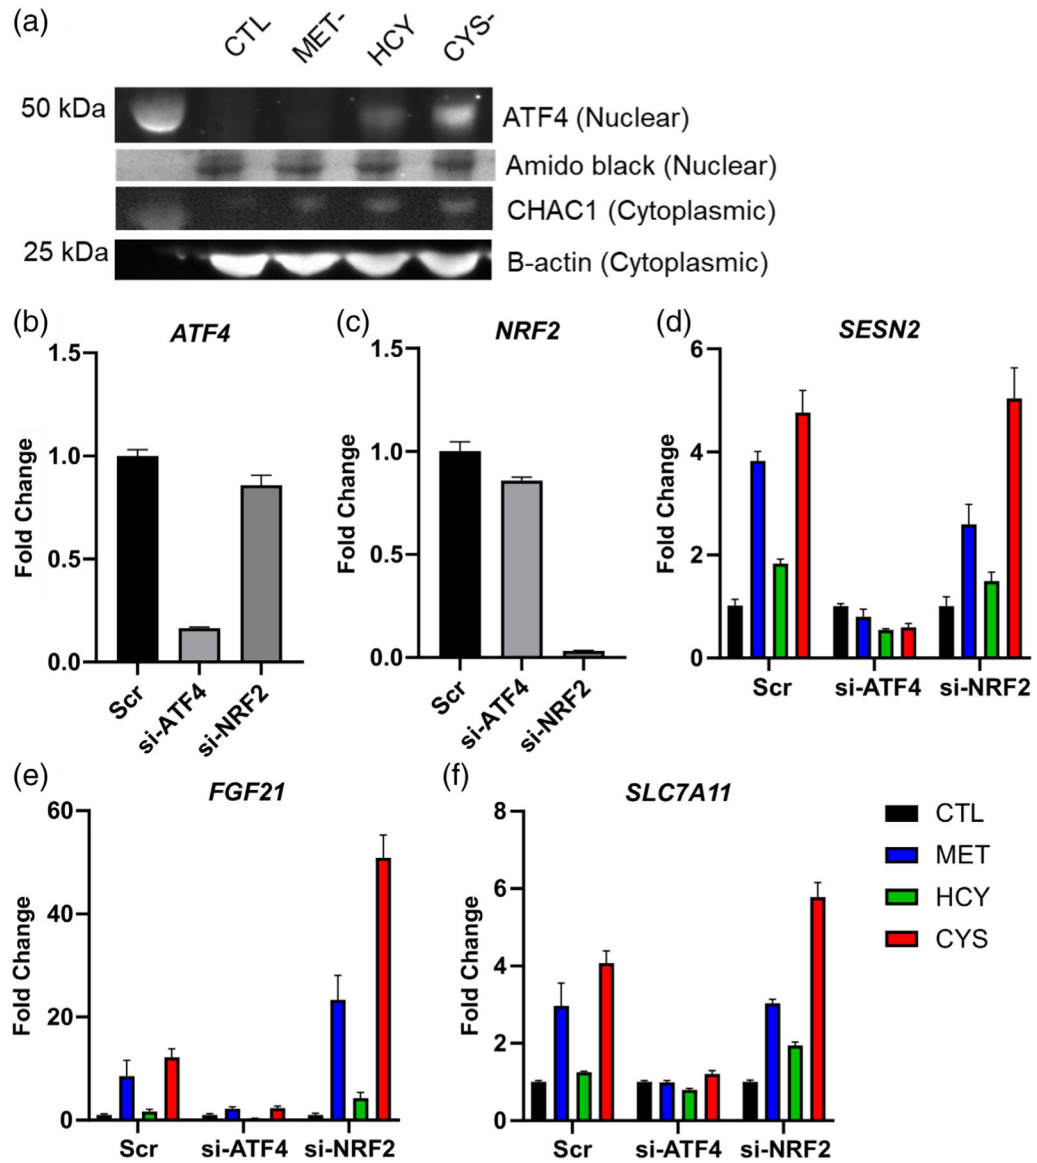 (a)
CTL MET- HCY CYS-
50 kDa
ATF4 (Nuclear)
Amido black (Nuclear)
CHAC1 (Cytoplasmic)
25 kDa
B-actin (Cytoplasmic)
(b)
ATF4
Fold Change
1.5
1.0
0.5
0.0
Scr si-ATF4 si-NRF2
(c)
NRF2
Fold Change
1.5
1.0
0.5
0.0
Scr si-ATF4 si-NRF2
(d)
SESN2
Fold Change
6
4
2
0
Scr si-ATF4 si-NRF2
(e)
FGF21
Fold Change
60
40
20
0
Scr si-ATF4 si-NRF2
(f)
SLC7A11
Fold Change
8
6
4
2
0
Scr si-ATF4 si-NRF2
CTL
MET
HCY
CYS